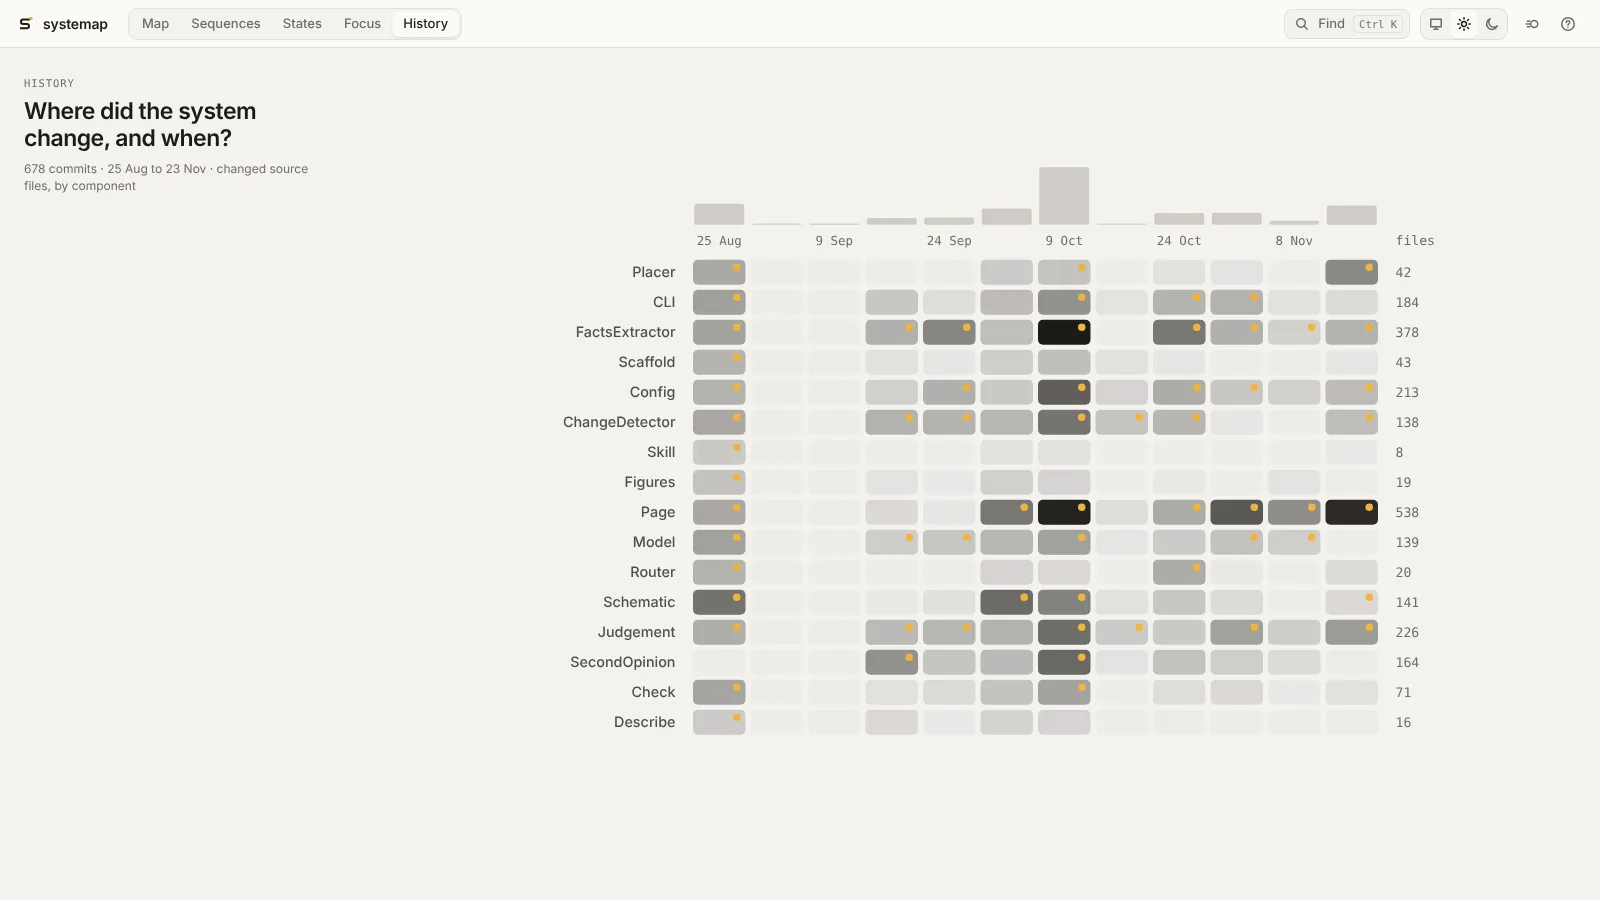 systemap
Map
Sequences
States
Focus
History
Find
Ctrl K
HISTORY
Where did the system
change, and when?
678 commits · 25 Aug to 23 Nov · changed source
files, by component
25 Aug
9 Sep
24 Sep
9 Oct
24 Oct
8 Nov
files
Placer 42
CLI 184
FactsExtractor 378
Scaffold 43
Config 213
ChangeDetector 138
Skill 8
Figures 19
Page 538
Model 139
Router 20
Schematic 141
Judgement 226
SecondOpinion 164
Check 71
Describe 16